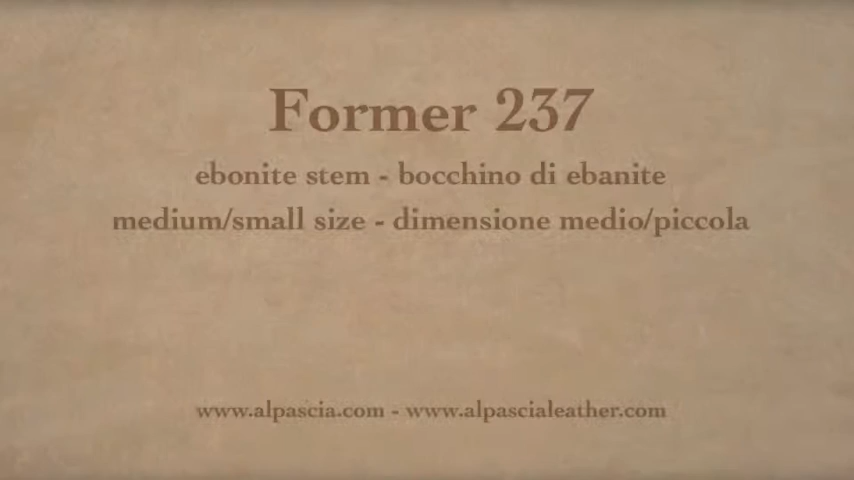 Former 237
ebonite stem - bocchino di ebanite
medium/small size - dimensione medio/piccola
www.alpascia.com - www.alpascialeather.com